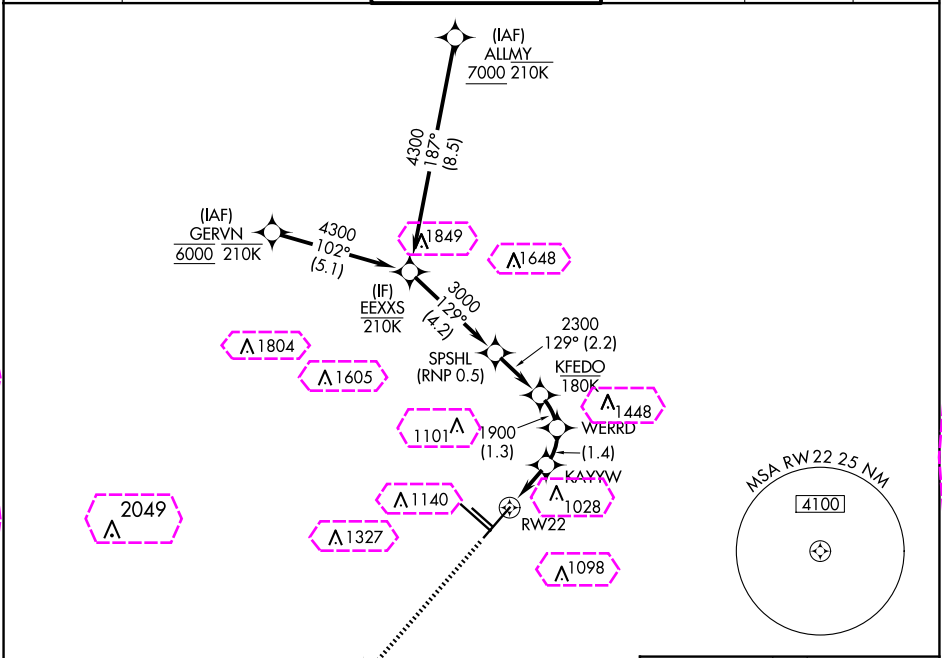 (IAF)
ALLMY
7000 210K
4300
187°
(8.5)
(IAF)
GERVN
6000 210K
4300
102°
(5.1)
1849
1648
(IF)
EEXXS
210K
3000
129°
(4.2)
1804
1605
SPSHL
(RNP 0.5)
2300
129° (2.2)
KFEDO
180K
1448
1101
1900
(1.3)
WERRD
(1.4)
KAYYW
1028
1140
RW22
2049
1327
1098
MSA RW22 25 NM
4100